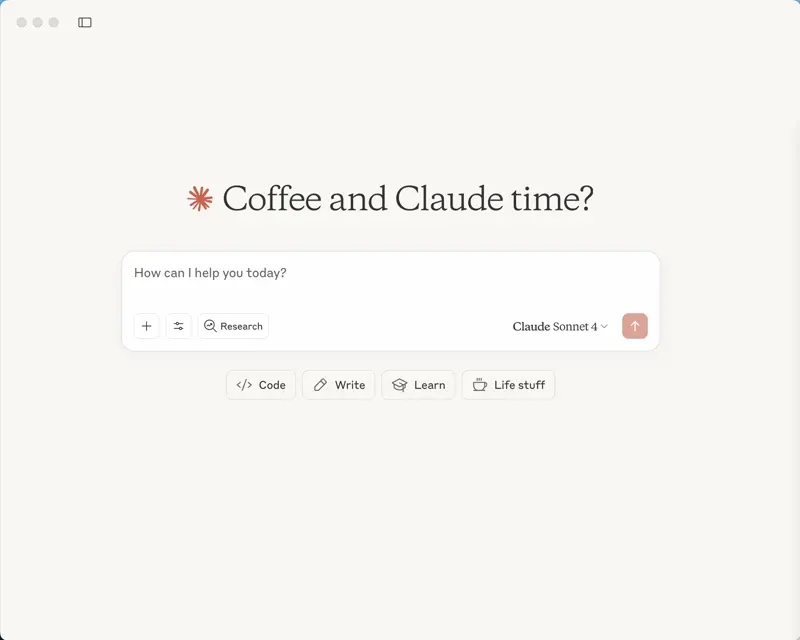 Coffee and Claude time?
How can I help you today?
Research
Claude Sonnet 4
Code
Write
Learn
Life stuff